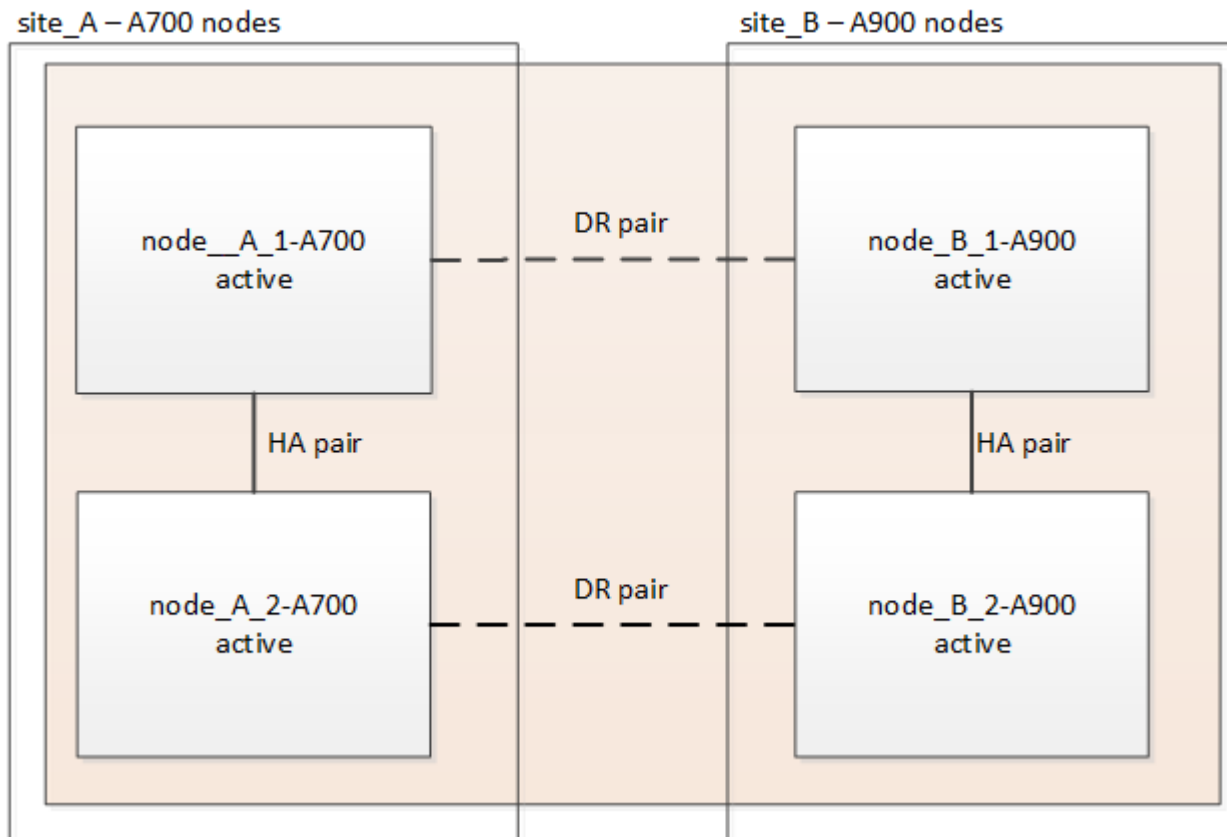 site_A – A700 nodes
site_B – A900 nodes
node__A_1-A700
active
DR pair
node_B_1-A900
active
HA pair
HA pair
node_A_2-A700
active
DR pair
node_B_2-A900
active